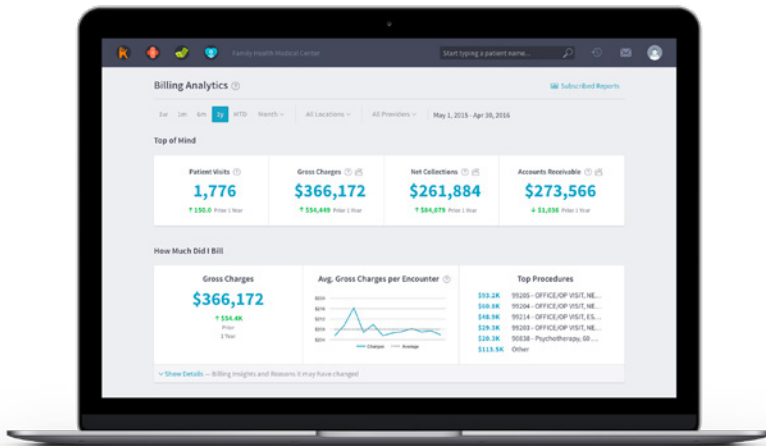 Family Health Medical Center
Start typing a patient name...
Billing Analytics
Subscribed Reports
1w 1m 6m 1y MTD Month All Locations All Providers May 1, 2015 - Apr 30, 2016
Top of Mind
Patient Visits
1,776
Prior 1 Year
Gross Charges
$366,172
↑ $54,449 Prior 1 Year
Net Collections
$261,884
↑ $64,079 Prior 1 Year
Accounts Receivable
$273,566
↓ $1,036 Prior 1 Year
How Much Did I Bill
Gross Charges
$366,172
↑ $54.4K
Prior
1 Year
Avg. Gross Charges per Encounter
Charges Average
Top Procedures
$93.2K 99205 - OFFICE/OP VISIT, NE...
$60.8K 99204 - OFFICE/OP VISIT, NE...
$48.9K 99214 - OFFICE/OP VISIT, ES...
$29.3K 99203 - OFFICE/OP VISIT, NE...
$20.3K 90838 - Psychotherapy, 60 ...
$113.5K Other
Show Details — Billing Insights and Reasons it may have changed